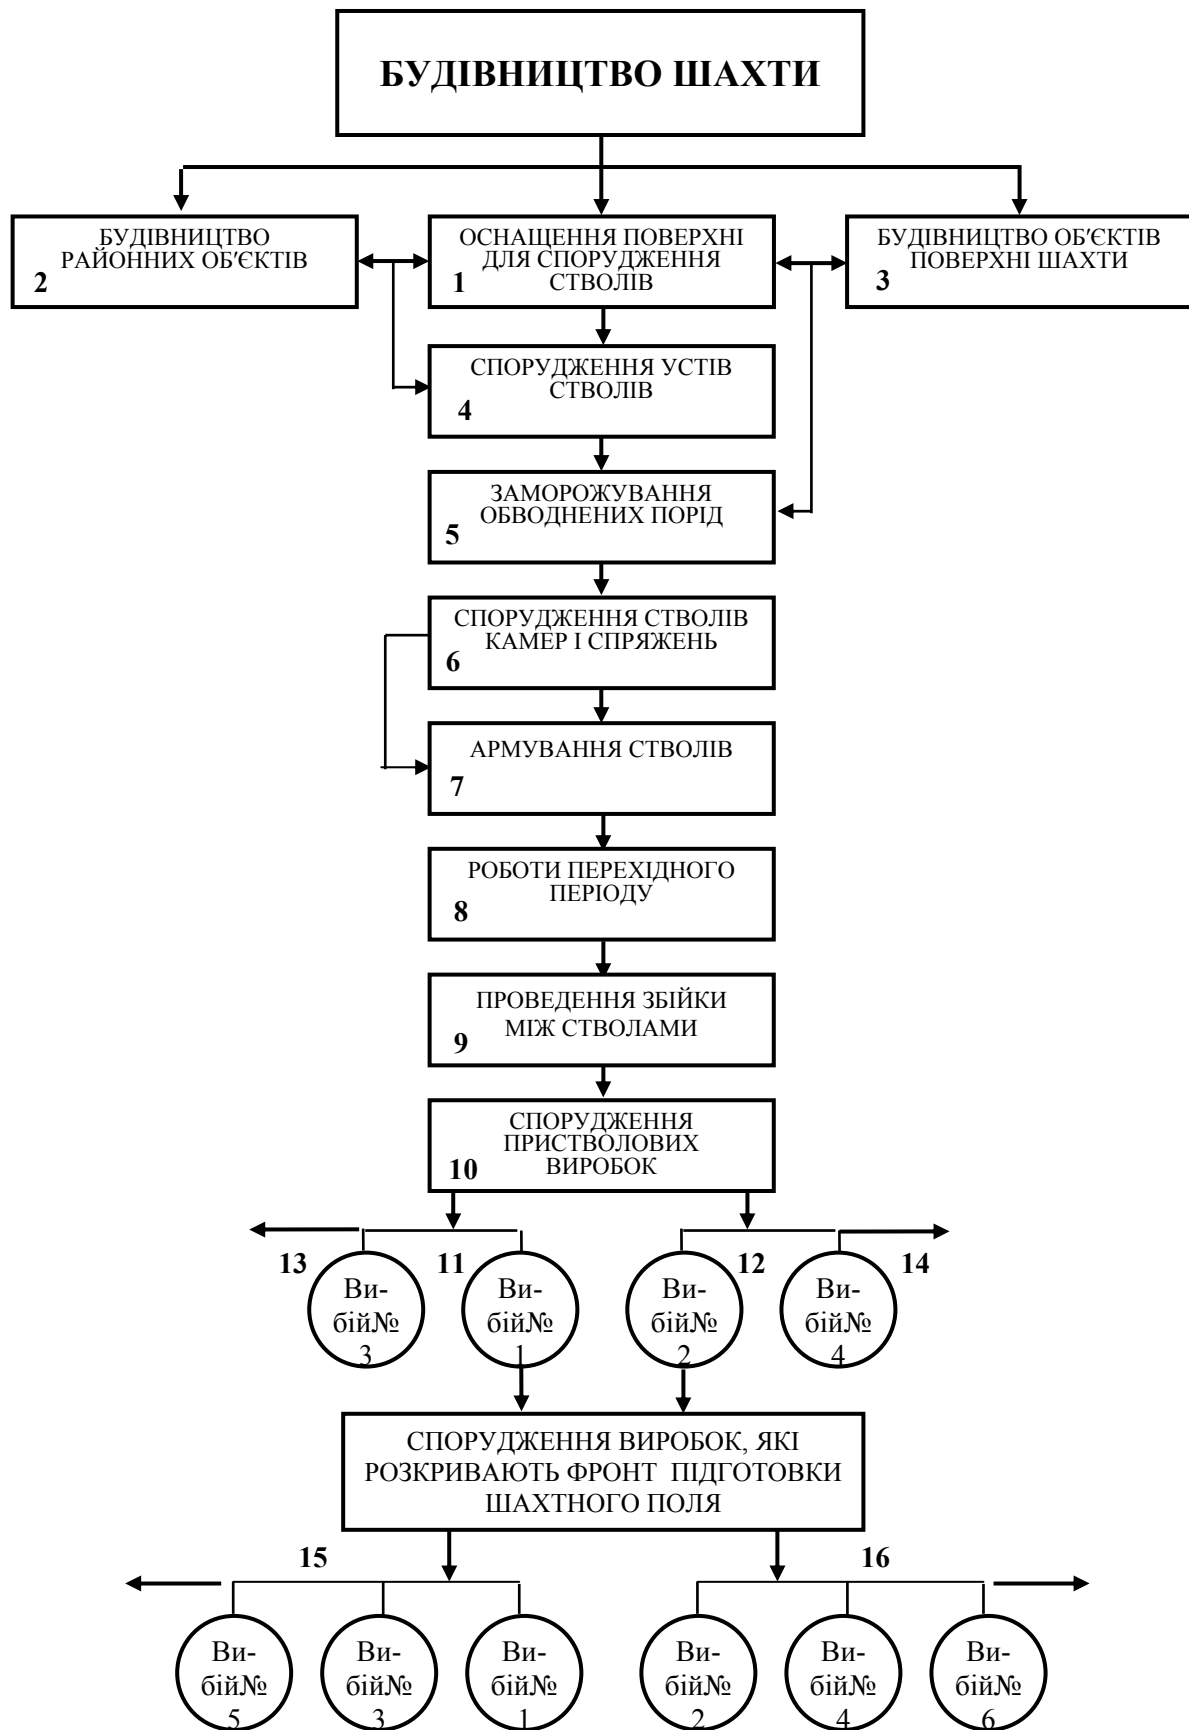 БУДІВНИЦТВО ШАХТИ
БУДІВНИЦТВО
РАЙОННИХ ОБ'ЄКТІВ
2
ОСНАЩЕННЯ ПОВЕРХНІ
ДЛЯ СПОРУДЖЕННЯ
СТВОЛІВ
1
БУДІВНИЦТВО ОБ'ЄКТІВ
ПОВЕРХНІ ШАХТИ
3
СПОРУДЖЕННЯ УСТІВ
СТВОЛІВ
4
ЗАМОРОЖУВАННЯ
ОБВОДНЕНИХ ПОРІД
5
СПОРУДЖЕННЯ СТВОЛІВ
КАМЕР І СПРЯЖЕНЬ
6
АРМУВАННЯ СТВОЛІВ
7
РОБОТИ ПЕРЕХІДНОГО
ПЕРІОДУ
8
ПРОВЕДЕННЯ ЗБІЙКИ
МІЖ СТВОЛАМИ
9
СПОРУДЖЕННЯ
ПРИСТВОЛОВИХ
ВИРОБОК
10
13
11
12
14
Ви-
бій№
3
Ви-
бій№
1
Ви-
бій№
2
Ви-
бій№
4
СПОРУДЖЕННЯ ВИРОБОК, ЯКІ
РОЗКРИВАЮТЬ ФРОНТ ПІДГОТОВКИ
ШАХТНОГО ПОЛЯ
15
16
Ви-
бій№
5
Ви-
бій№
3
Ви-
бій№
1
Ви-
бій№
2
Ви-
бій№
4
Ви-
бій№
6